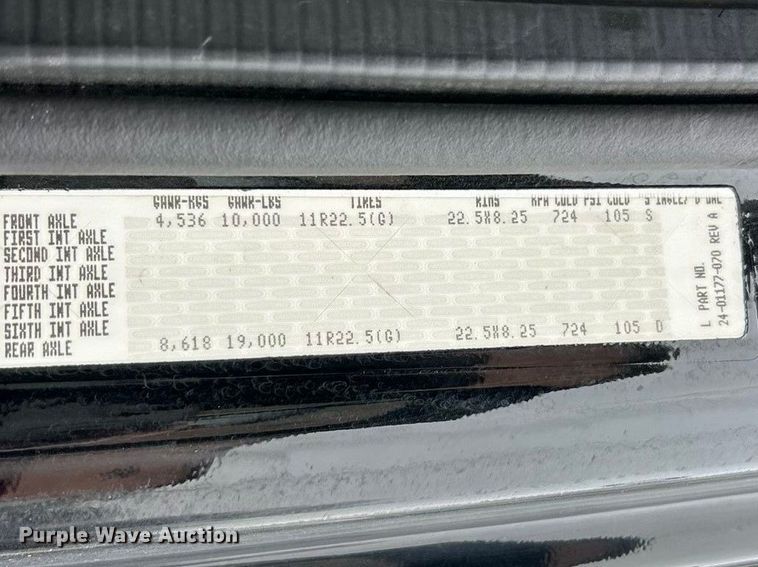 GAWR-KGS GAWR-LBS TIRES RIMS KPA COLD PSI COLD "SINGLE/DUAL
FRONT AXLE 4,536 10,000 11R22.5(G) 22.5X8.25 724 105 S
FIRST INT AXLE
SECOND INT AXLE
THIRD INT AXLE
FOURTH INT AXLE
FIFTH INT AXLE
SIXTH INT AXLE
REAR AXLE 8,618 19,000 11R22.5(G) 22.5X8.25 724 105 D
L PART NO.
24-01177-070 REV A
Purple Wave Auction